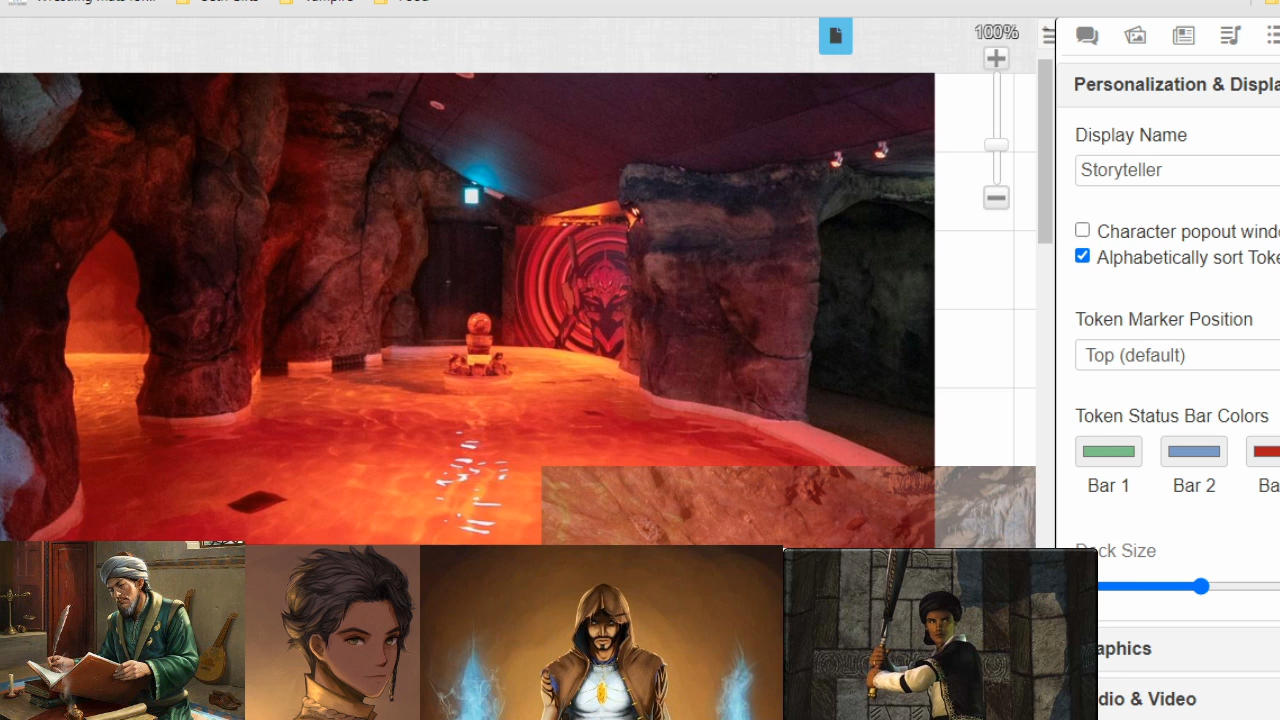 100%
Personalization & Displa
Display Name
Storyteller
Character popout windo
Alphabetically sort Toke
Token Marker Position
Top (default)
Token Status Bar Colors
Bar 1
Bar 2
Ba
Deck Size
aphics
dio & Video